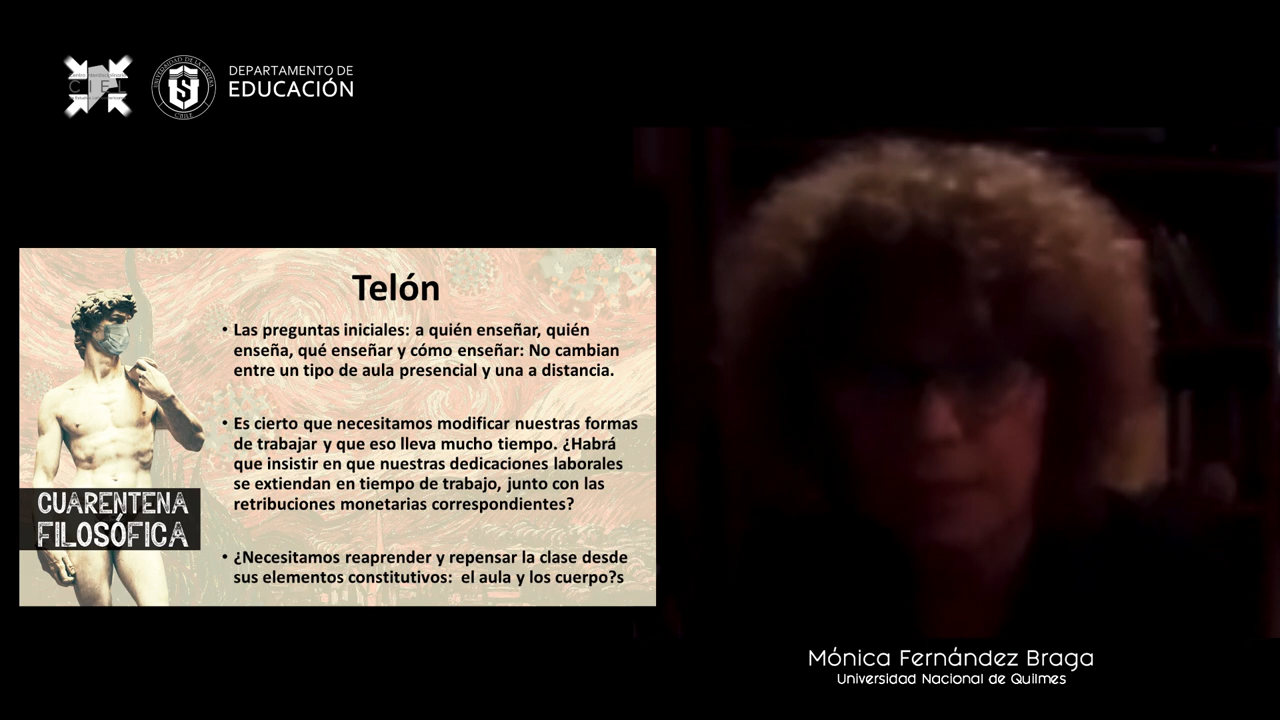 CIEL
DEPARTAMENTO DE
EDUCACIÓN
CHILE
Telón
• Las preguntas iniciales: a quién enseñar, quién
enseña, qué enseñar y cómo enseñar: No cambian
entre un tipo de aula presencial y una a distancia.
• Es cierto que necesitamos modificar nuestras formas
de trabajar y que eso lleva mucho tiempo. ¿Habrá
que insistir en que nuestras dedicaciones laborales
se extiendan en tiempo de trabajo, junto con las
retribuciones monetarias correspondientes?
• ¿Necesitamos reaprender y repensar la clase desde
sus elementos constitutivos: el aula y los cuerpo?s
CUARENTENA
FILOSÓFICA
Mónica Fernández Braga
Universidad Nacional de Quilmes